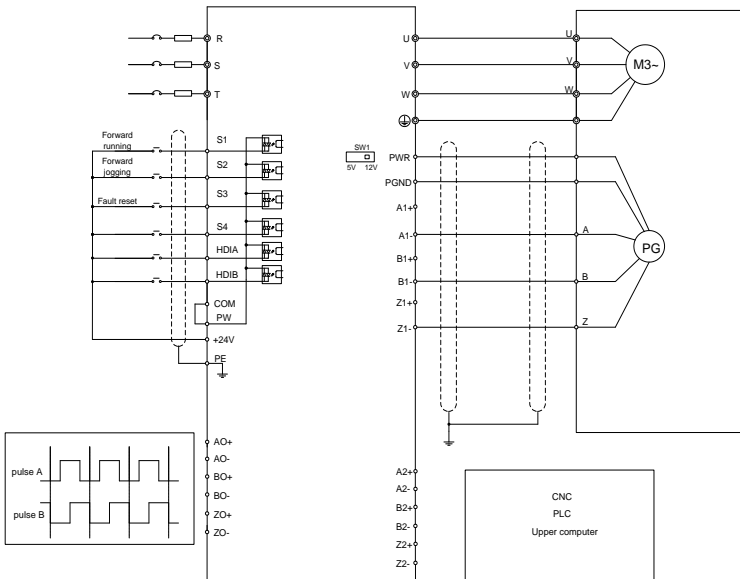 R
S
T
Forward
running
S1
Forward
jogging
S2
Fault reset
S3
S4
HDIA
HDIB
COM
PW
+24V
PE
pulse A
pulse B
AO+
AO-
BO+
BO-
ZO+
ZO-
U
V
W
SW1
5V 12V
PWR
PGND
A1+
A1-
B1+
B1-
Z1+
Z1-
A2+
A2-
B2+
B2-
Z2+
Z2-
U
V
W
M3~
A
B
Z
PG
CNC
PLC
Upper computer